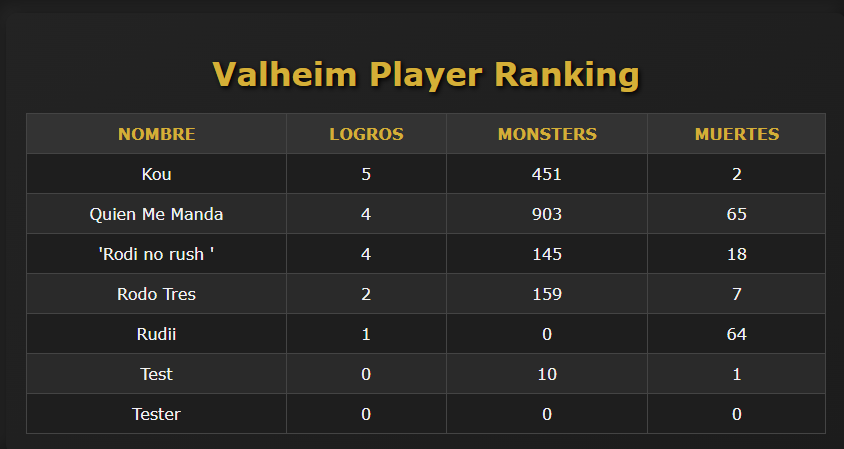 Valheim Player Ranking
NOMBRE LOGROS MONSTERS MUERTES
Kou 5 451 2
Quien Me Manda 4 903 65
'Rodi no rush ' 4 145 18
Rodo Tres 2 159 7
Rudii 1 0 64
Test 0 10 1
Tester 0 0 0